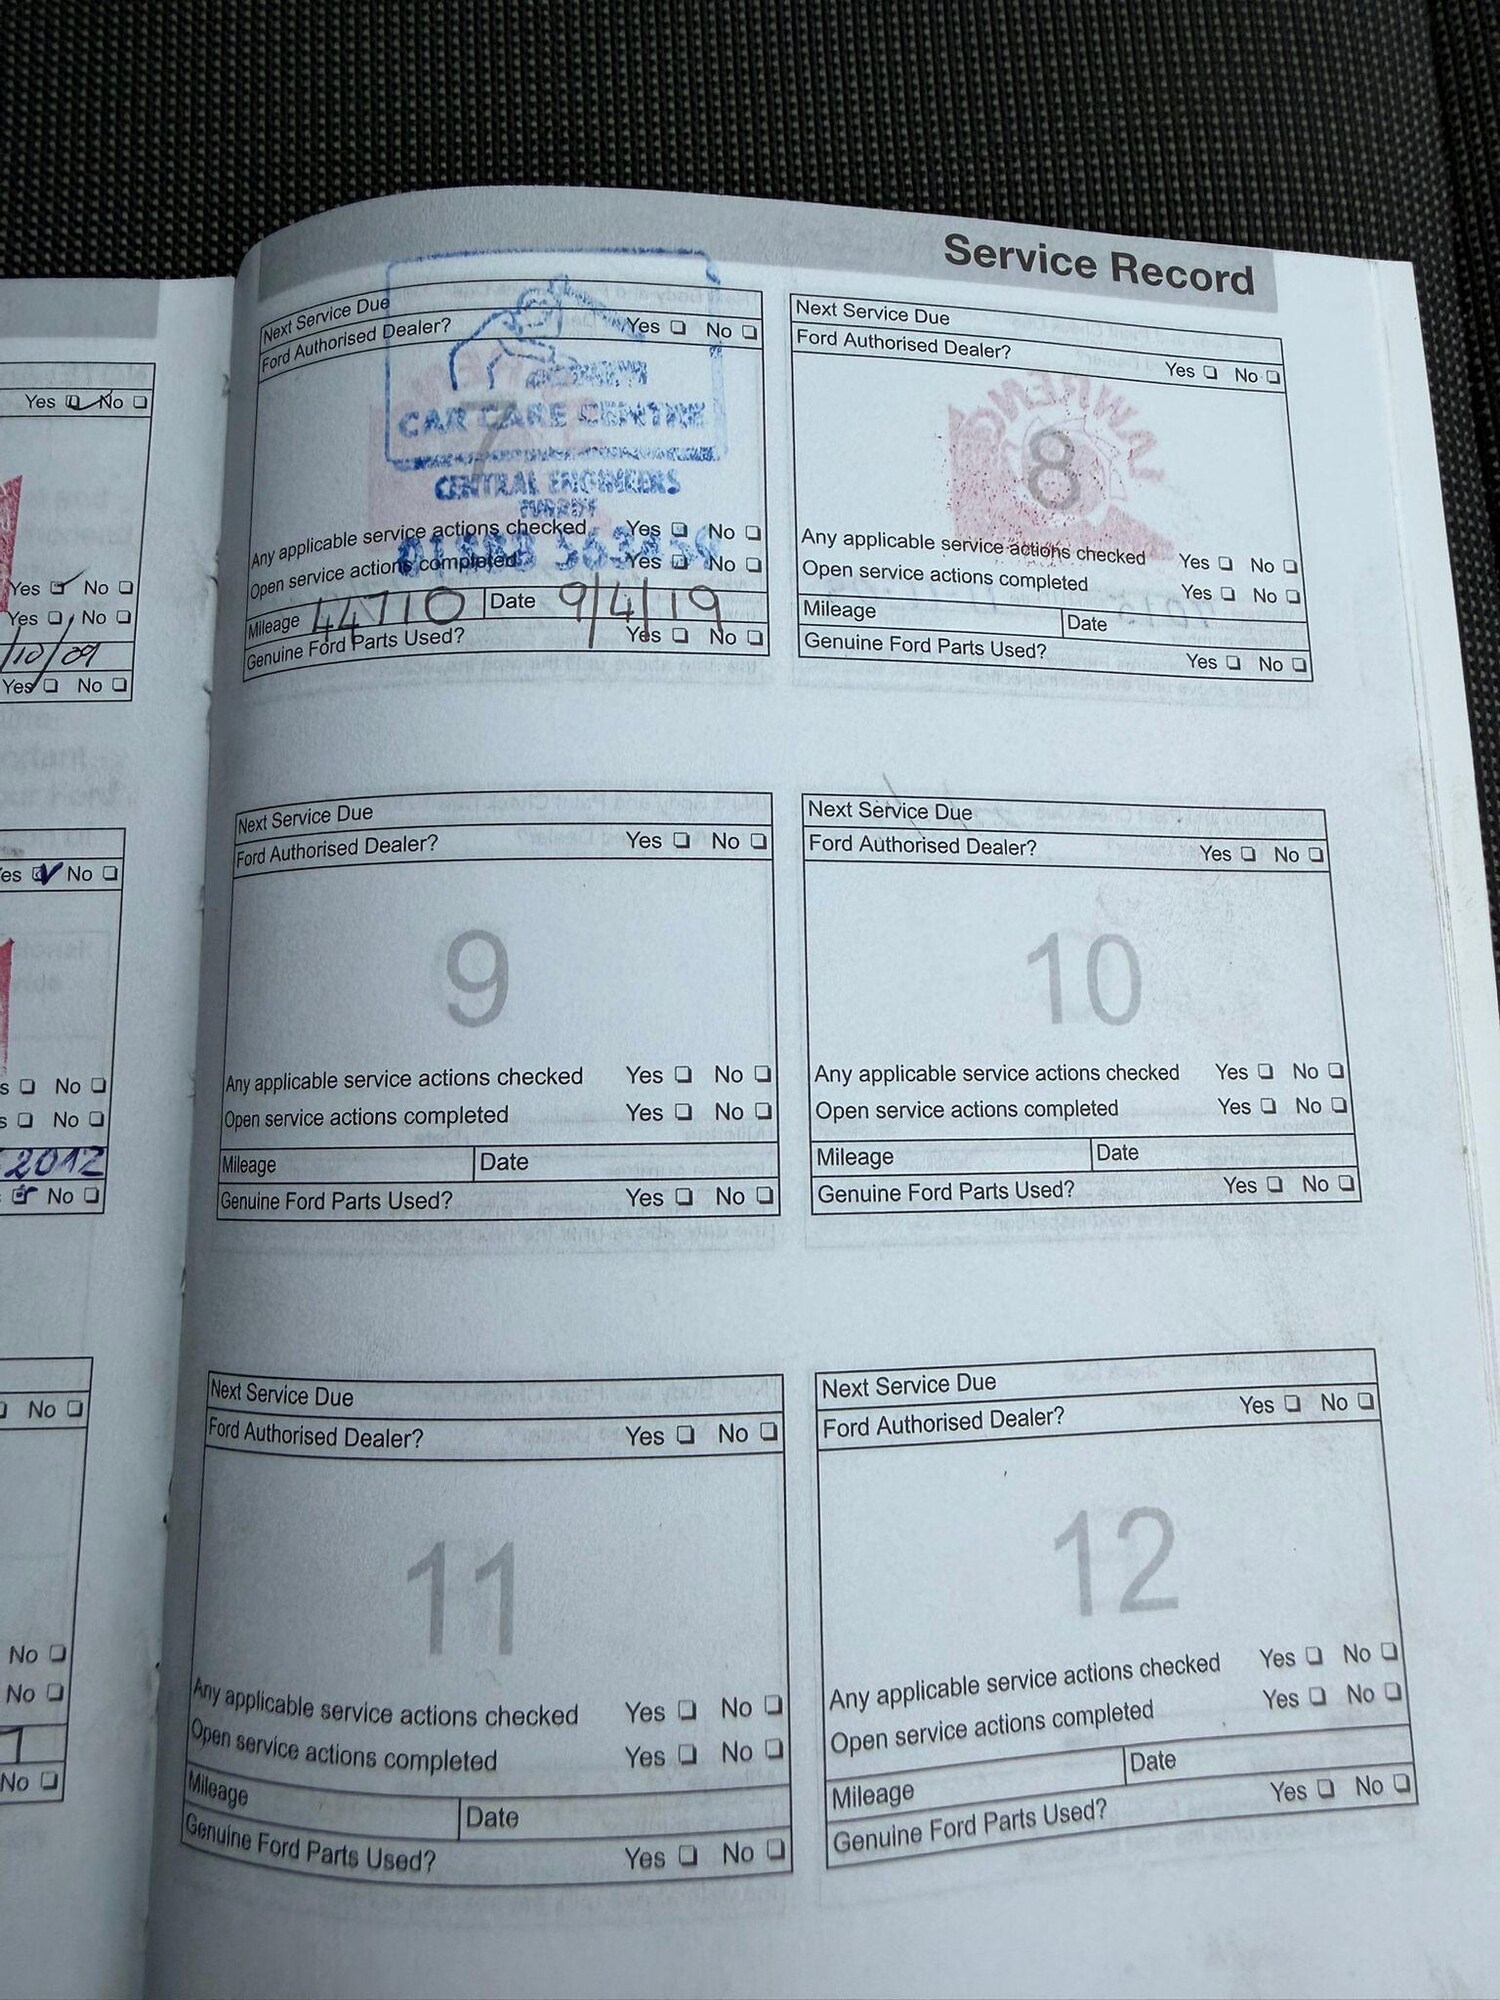 Service Record
Yes ❑ No ❑
Yes ❑ No ❑
Yes ❑ No ❑
/10/09
Yes ❑ No ❑
No ❑
No ❑
No ❑
2012
No ❑
No ❑
No ❑
No ❑
No ❑
Next Service Due
Ford Authorised Dealer? Yes ❑ No ❑
7
CAR CARE CENTRE
CENTRAL ENGINEERS
Any applicable service actions checked Yes ❑ No ❑
Open service actions completed Yes ❑ No ❑
Mileage 44710 Date 9/4/19
Genuine Ford Parts Used? Yes ❑ No ❑
Next Service Due
Ford Authorised Dealer? Yes ❑ No ❑
8
Any applicable service actions checked Yes ❑ No ❑
Open service actions completed Yes ❑ No ❑
Mileage Date
Genuine Ford Parts Used? Yes ❑ No ❑
Next Service Due
Ford Authorised Dealer? Yes ❑ No ❑
9
Any applicable service actions checked Yes ❑ No ❑
Open service actions completed Yes ❑ No ❑
Mileage Date
Genuine Ford Parts Used? Yes ❑ No ❑
Next Service Due
Ford Authorised Dealer? Yes ❑ No ❑
10
Any applicable service actions checked Yes ❑ No ❑
Open service actions completed Yes ❑ No ❑
Mileage Date
Genuine Ford Parts Used? Yes ❑ No ❑
Next Service Due
Ford Authorised Dealer? Yes ❑ No ❑
11
Any applicable service actions checked Yes ❑ No ❑
Open service actions completed Yes ❑ No ❑
Mileage Date
Genuine Ford Parts Used? Yes ❑ No ❑
Next Service Due
Ford Authorised Dealer? Yes ❑ No ❑
12
Any applicable service actions checked Yes ❑ No ❑
Open service actions completed Yes ❑ No ❑
Mileage Date
Genuine Ford Parts Used? Yes ❑ No ❑